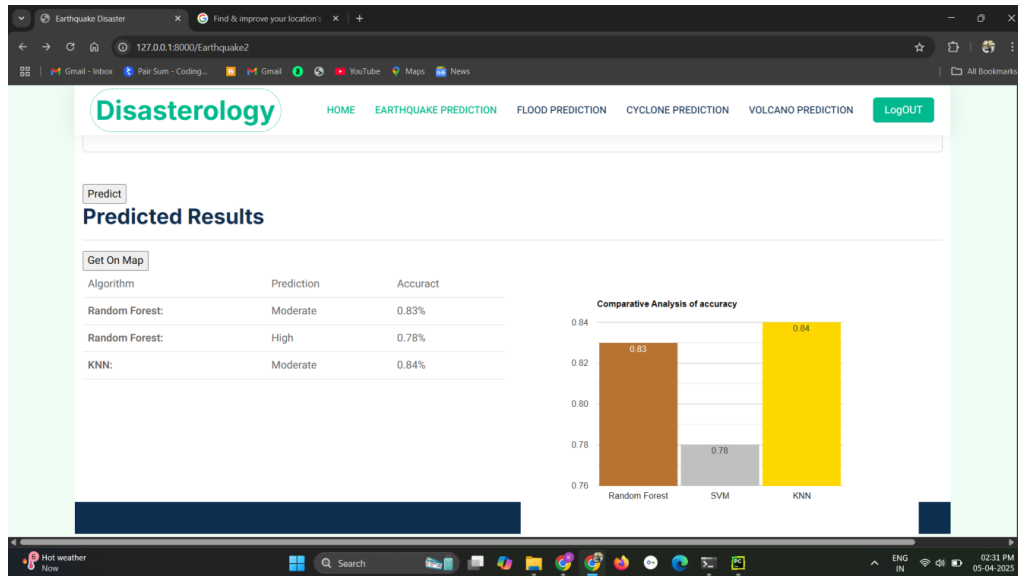 Earthquake Disaster
Find & improve your location's
127.0.0.1:8000/Earthquake2
Gmail - Inbox
Pair Sum - Coding...
Gmail
YouTube
Maps
News
All Bookmarks
Disasterology
HOME
EARTHQUAKE PREDICTION
FLOOD PREDICTION
CYCLONE PREDICTION
VOLCANO PREDICTION
LogOUT
Predict
Predicted Results
Get On Map
Algorithm Prediction Accuract
Random Forest: Moderate 0.83%
Random Forest: High 0.78%
KNN: Moderate 0.84%
Comparative Analysis of accuracy
0.84
0.82
0.80
0.78
0.76
0.83
0.78
0.84
Random Forest SVM KNN
6
Hot weather
Now
Search
ENG
IN
02:31 PM
05-04-2025